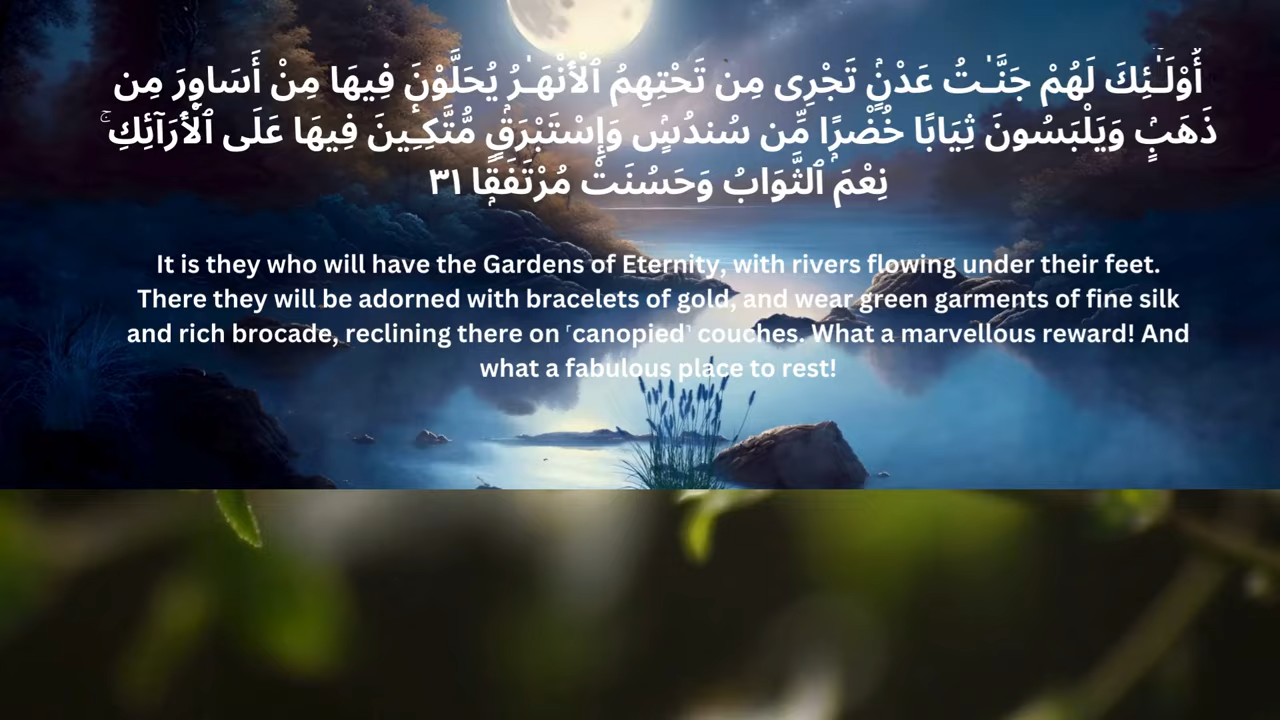 أُو۟لَـٰٓئِكَ لَهُمْ جَنَّـٰتُ عَدْنٍۢ تَجْرِى مِن تَحْتِهِمُ ٱلْأَنْهَـٰرُ يُحَلَّوْنَ فِيهَا مِنْ أَسَاوِرَ مِن
ذَهَبٍۢ وَيَلْبَسُونَ ثِيَابًا خُضْرًۭا مِّن سُندُسٍۢ وَإِسْتَبْرَقٍۢ مُّتَّكِـِٔينَ فِيهَا عَلَى ٱلْأَرَآئِكِ ۚ
نِعْمَ ٱلثَّوَابُ وَحَسُنَتْ مُرْتَفَقًۭا ٣١
It is they who will have the Gardens of Eternity, with rivers flowing under their feet.
There they will be adorned with bracelets of gold, and wear green garments of fine silk
and rich brocade, reclining there on ˹canopied˺ couches. What a marvellous reward! And
what a fabulous place to rest!